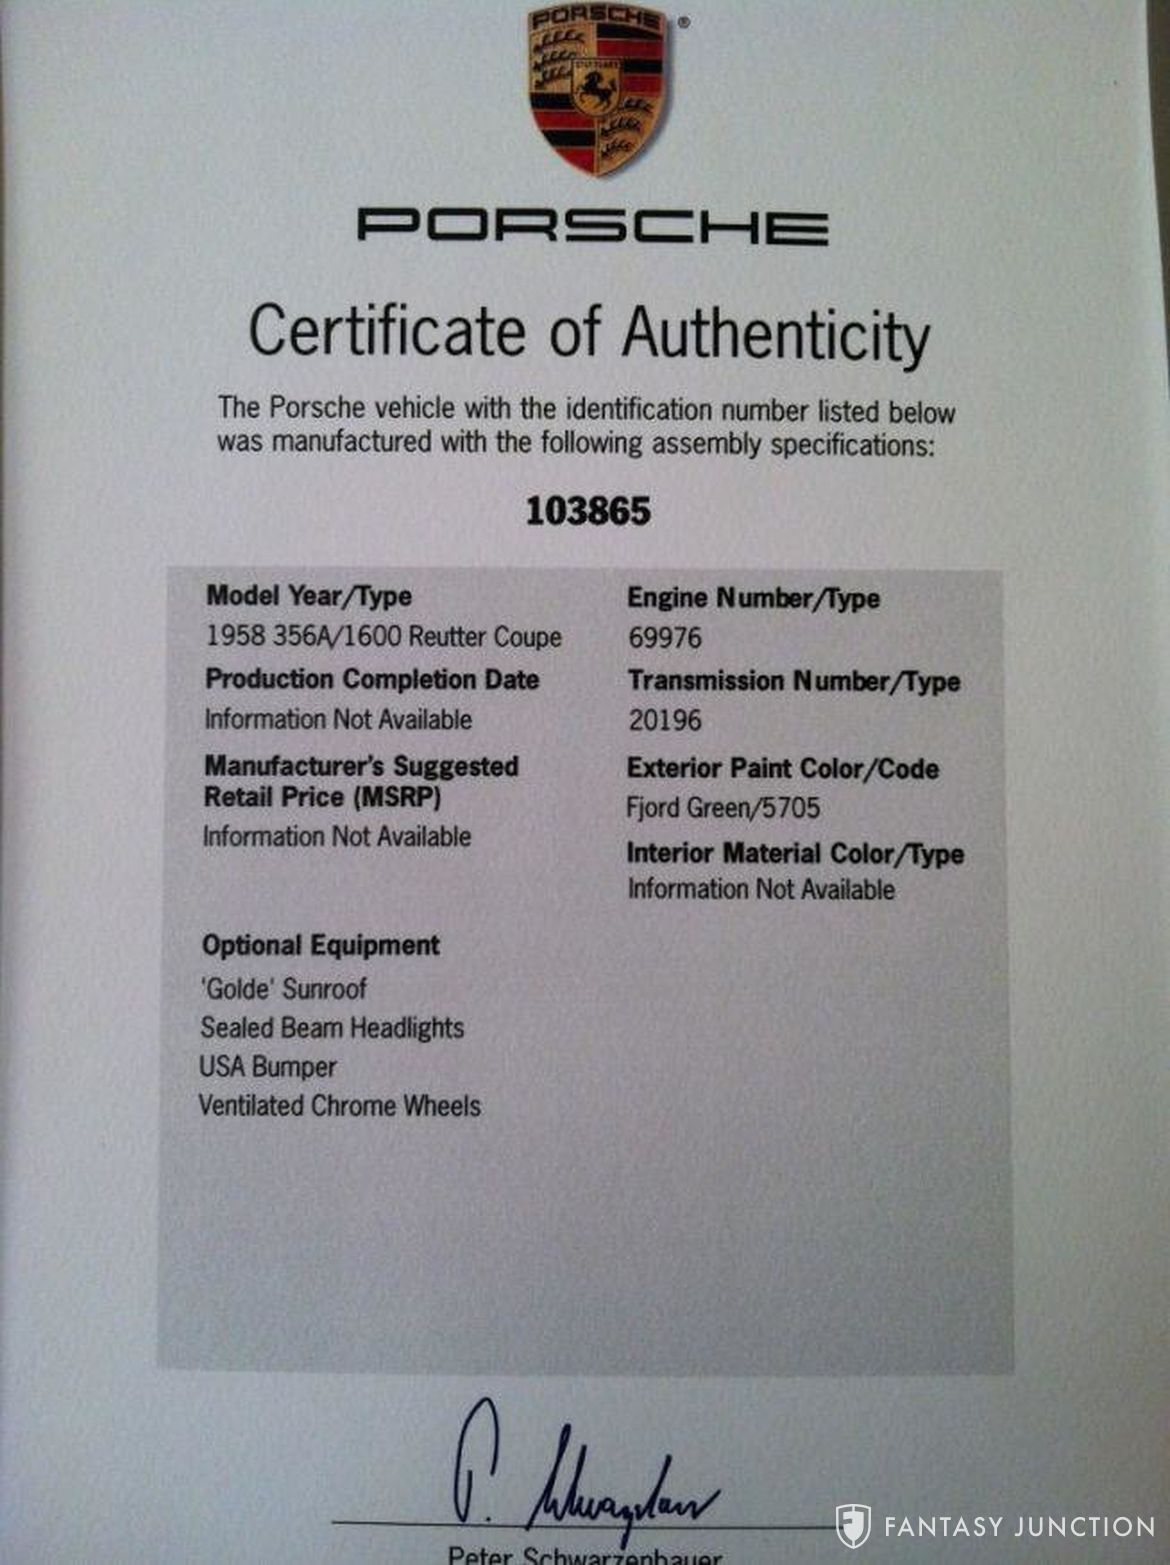 PORSCHE
STUTTGART
®
PORSCHE
Certificate of Authenticity
The Porsche vehicle with the identification number listed below
was manufactured with the following assembly specifications:
103865
Model Year/Type
1958 356A/1600 Reutter Coupe
Production Completion Date
Information Not Available
Manufacturer's Suggested
Retail Price (MSRP)
Information Not Available
Engine Number/Type
69976
Transmission Number/Type
20196
Exterior Paint Color/Code
Fjord Green/5705
Interior Material Color/Type
Information Not Available
Optional Equipment
'Golde' Sunroof
Sealed Beam Headlights
USA Bumper
Ventilated Chrome Wheels
Peter Schwarzenbauer
FANTASY JUNCTION